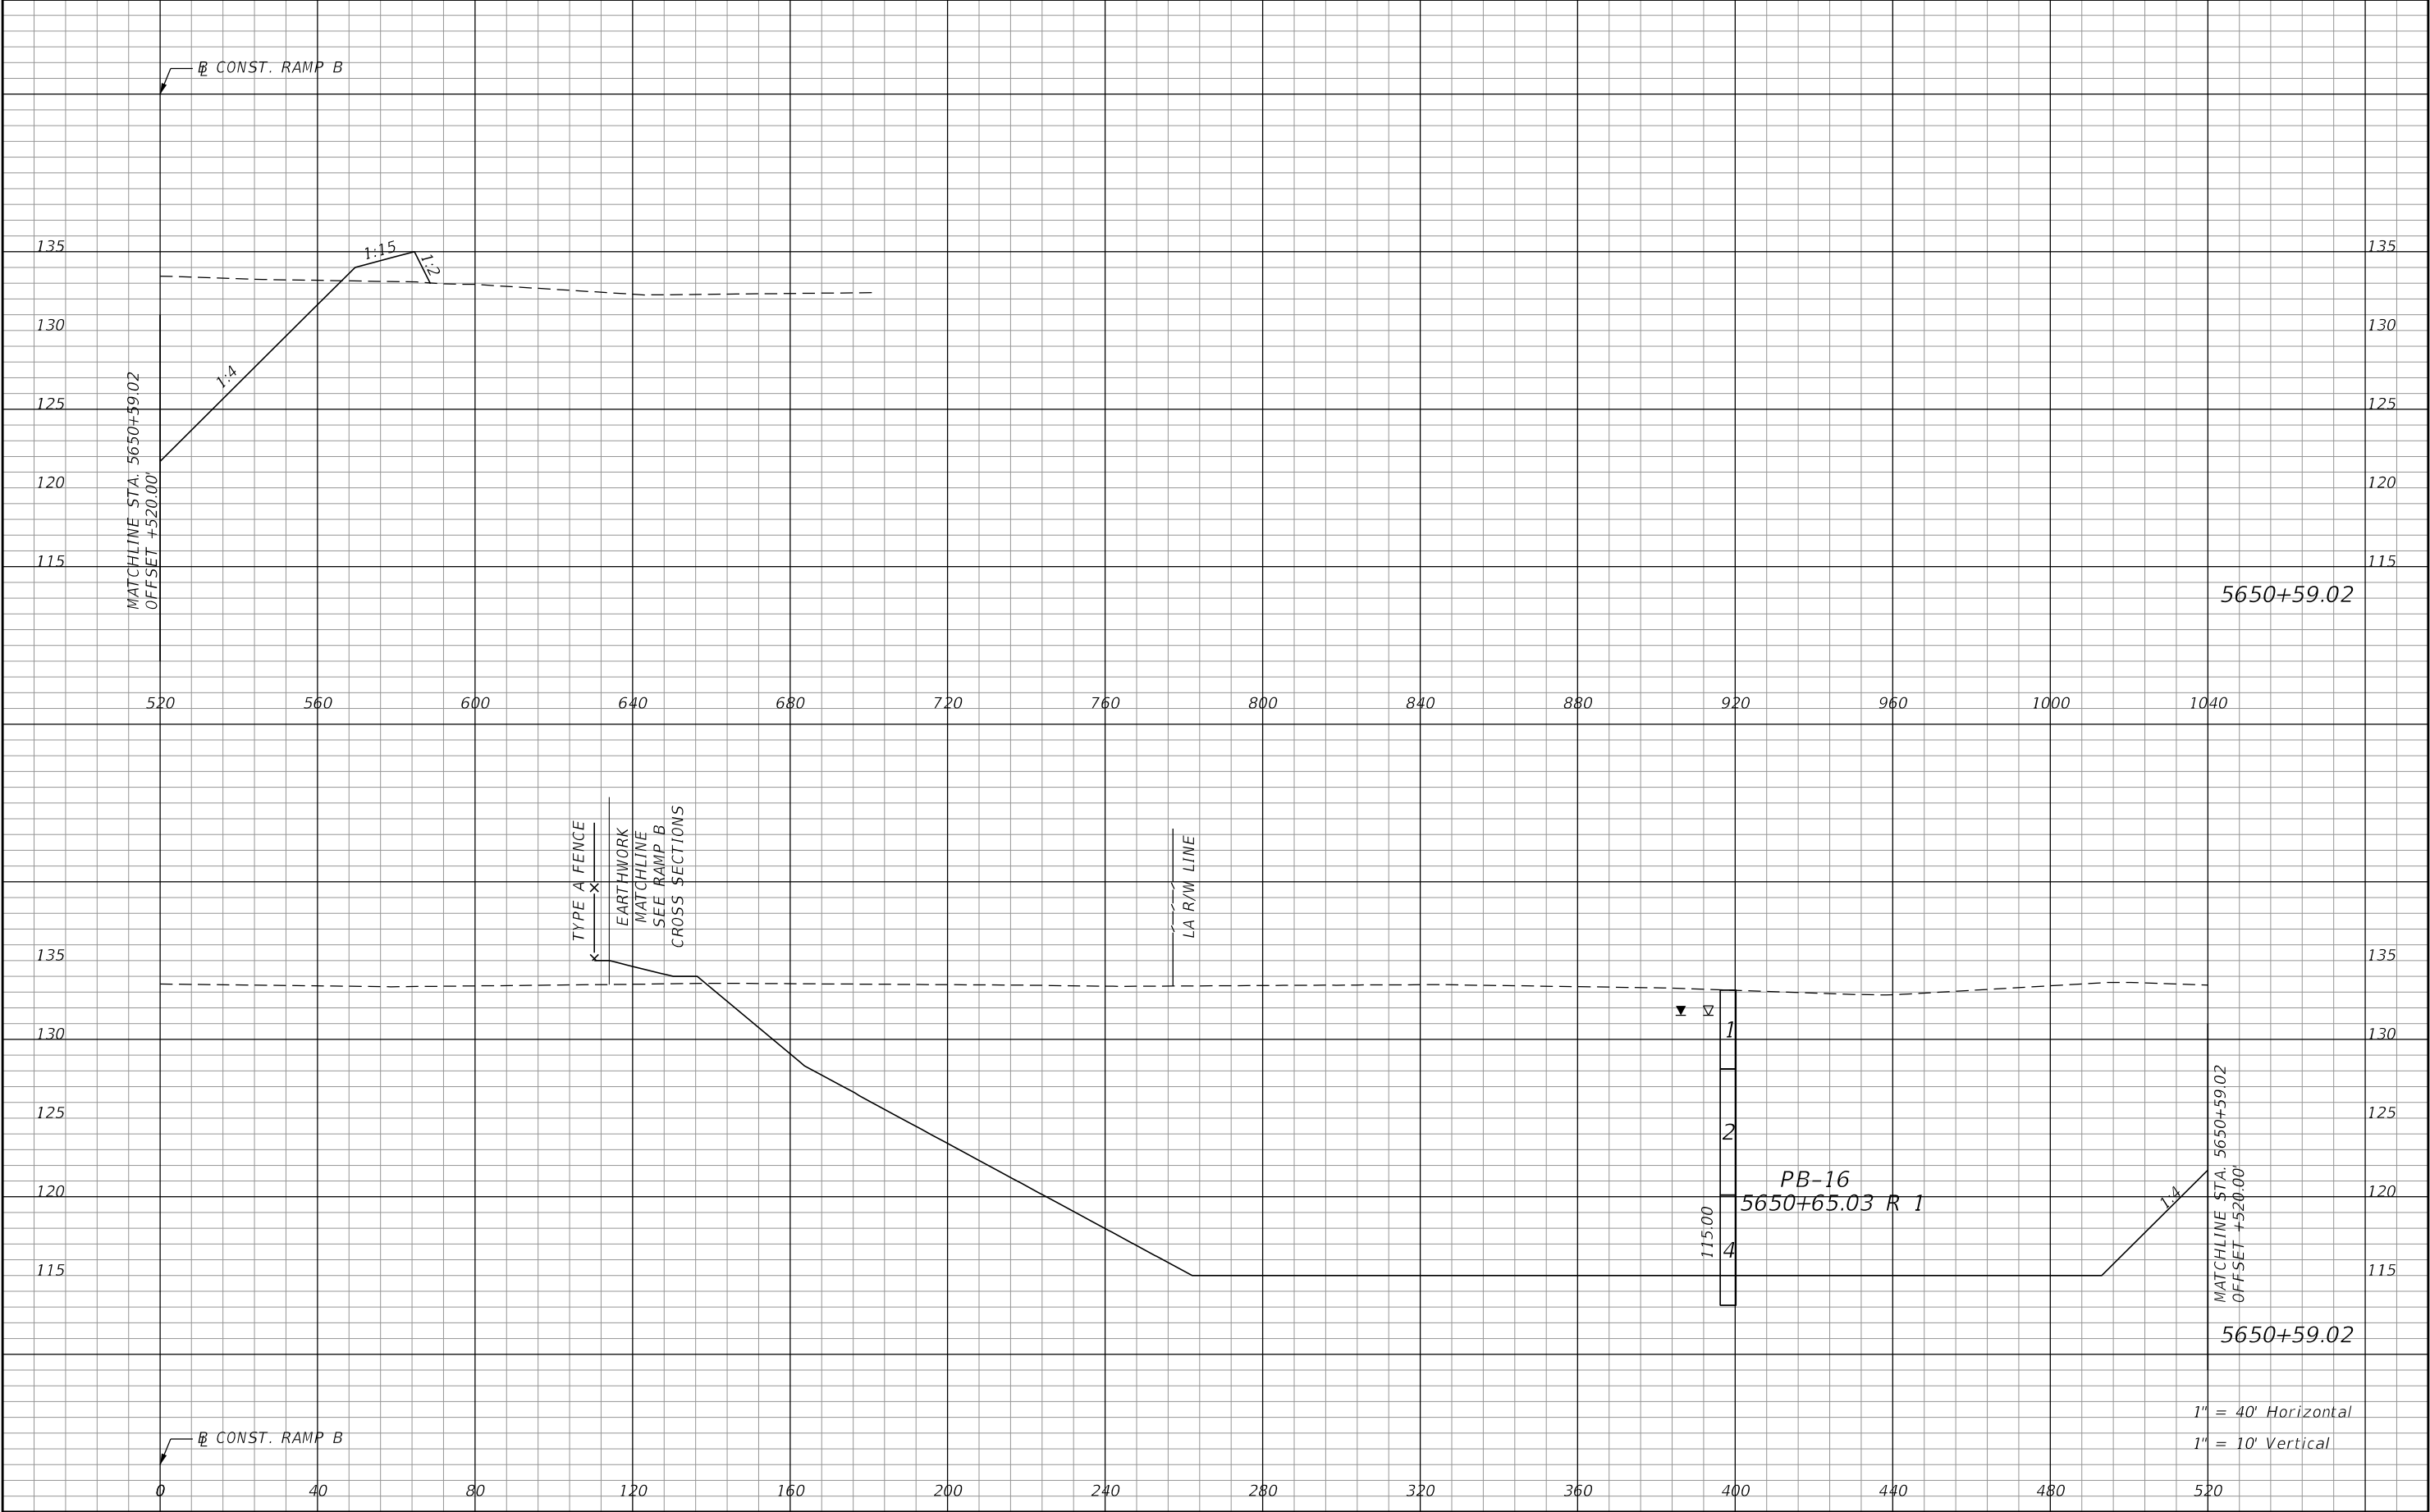 BL CONST. RAMP B
135 135
1:15
1:2
130 130
1:4
125 125
120 120
MATCHLINE STA. 5650+59.02
OFFSET +520.00'
115 115
5650+59.02
520 560 600 640 680 720 760 800 840 880 920 960 1000 1040
TYPE A FENCE
EARTHWORK
MATCHLINE
SEE RAMP B
CROSS SECTIONS
LA R/W LINE
135 135
130 130
1
125 125
2
PB-16
5650+65.03 R 1
120 120
1:4
115.00
4
MATCHLINE STA. 5650+59.02
OFFSET +520.00'
115 115
5650+59.02
1" = 40' Horizontal
1" = 10' Vertical
BL CONST. RAMP B
0 40 80 120 160 200 240 280 320 360 400 440 480 520